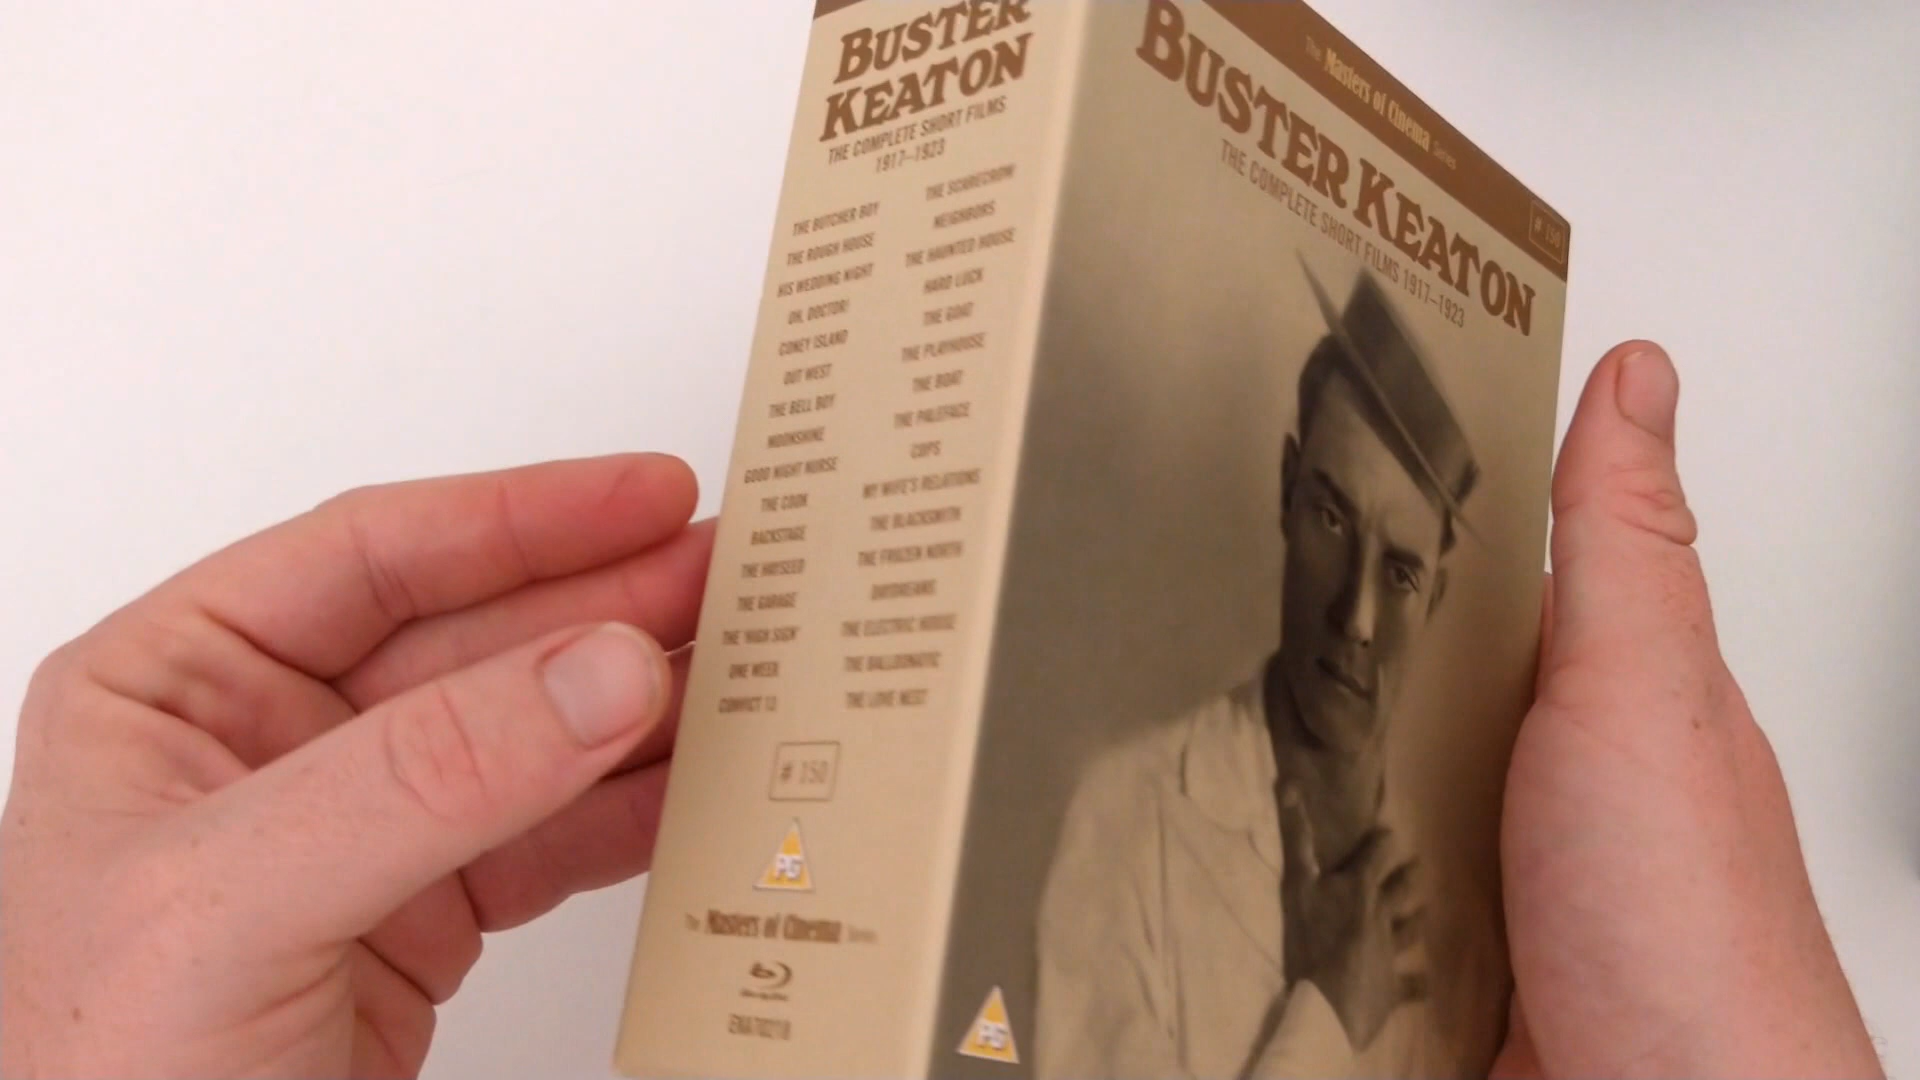 BUSTER
KEATON
THE COMPLETE SHORT FILMS
1917–1923
THE BUTCHER BOY
THE ROUGH HOUSE
HIS WEDDING NIGHT
OH, DOCTOR!
CONEY ISLAND
OUT WEST
THE BELL BOY
MOONSHINE
GOOD NIGHT NURSE
THE COOK
BACKSTAGE
THE HAYSEED
THE GARAGE
THE 'HIGH SIGN'
ONE WEEK
CONVICT 13
THE SCARECROW
NEIGHBORS
THE HAUNTED HOUSE
HARD LUCK
THE GOAT
THE PLAYHOUSE
THE BOAT
THE PALEFACE
COPS
MY WIFE'S RELATIONS
THE BLACKSMITH
THE FROZEN NORTH
DAYDREAMS
THE ELECTRIC HOUSE
THE BALLOONATIC
THE LOVE NEST
# 150
PG
The Masters of Cinema Series
EKA70218
The Masters of Cinema Series
# 150
BUSTER KEATON
THE COMPLETE SHORT FILMS 1917–1923
PG